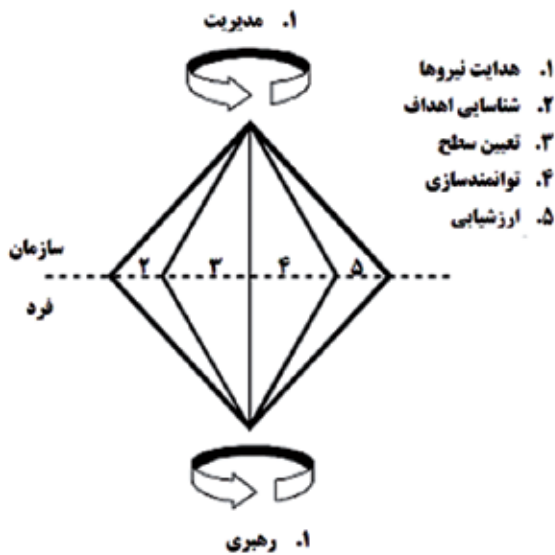 ۱. مدیریت
۱. هدایت نیروها
۲. شناسایی اهداف
۳. تعیین سطح
۴. توانمندسازی
۵. ارزشیابی
سازمان
۲ ۳ ۴ ۵
فرد
۱. رهبری